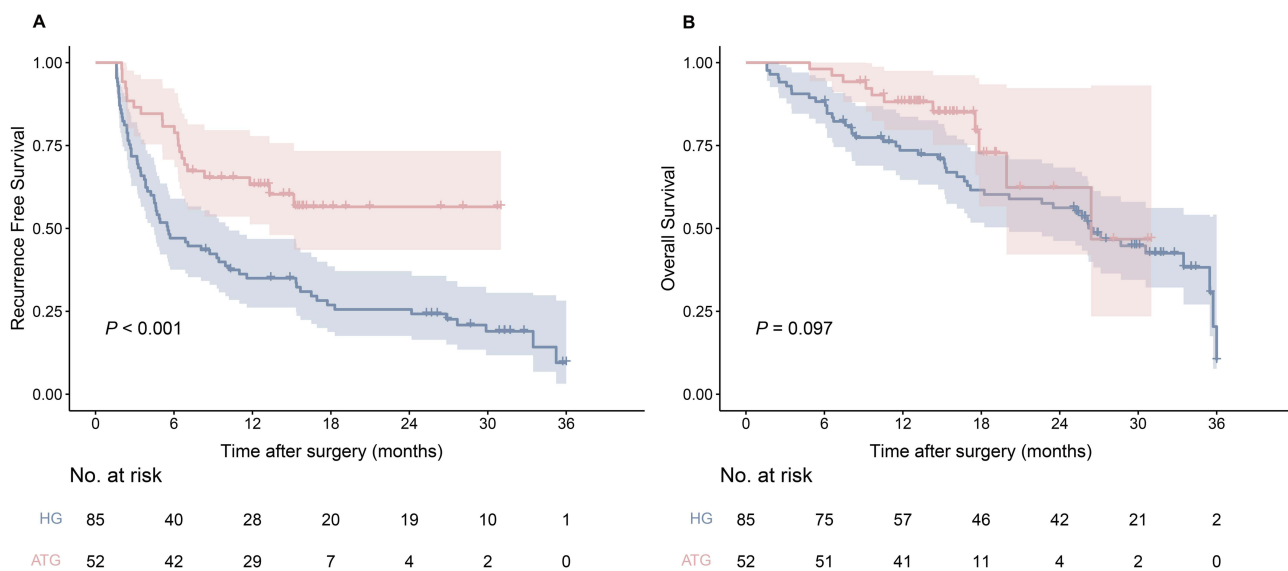 A
Recurrence Free Survival
1.00
0.75
0.50
0.25
0.00
P < 0.001
0 6 12 18 24 30 36
Time after surgery (months)
No. at risk
HG 85 40 28 20 19 10 1
ATG 52 42 29 7 4 2 0
B
Overall Survival
1.00
0.75
0.50
0.25
0.00
P = 0.097
0 6 12 18 24 30 36
Time after surgery (months)
No. at risk
HG 85 75 57 46 42 21 2
ATG 52 51 41 11 4 2 0